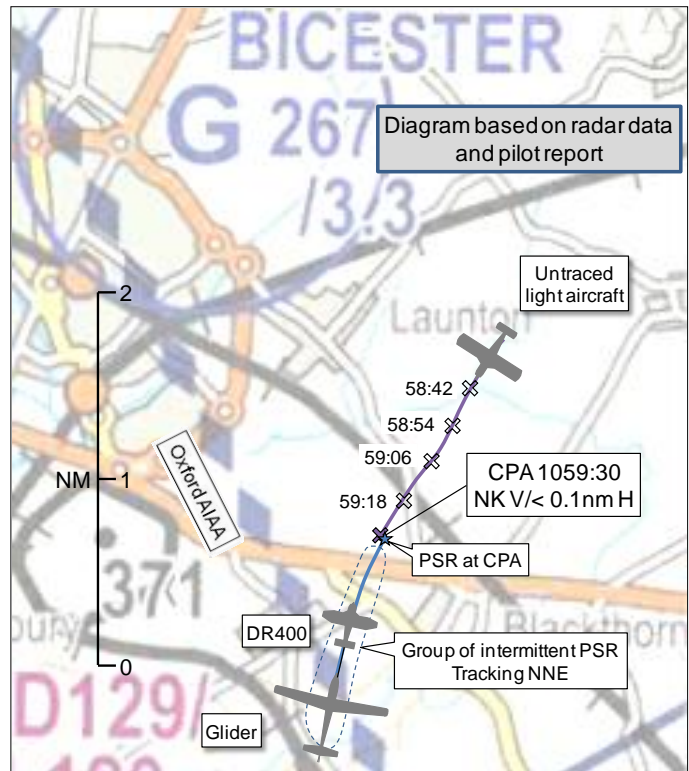 BICESTER
G 267
/3.3
Diagram based on radar data
and pilot report
Untraced
light aircraft
2
Launton
58:42
58:54
59:06
59:18
CPA 1059:30
NK V/< 0.1nm H
Oxford AIAA
NM
1
PSR at CPA
371
DR400
Blackthorn
Group of intermittent PSR
Tracking NNE
0
D129/
Glider